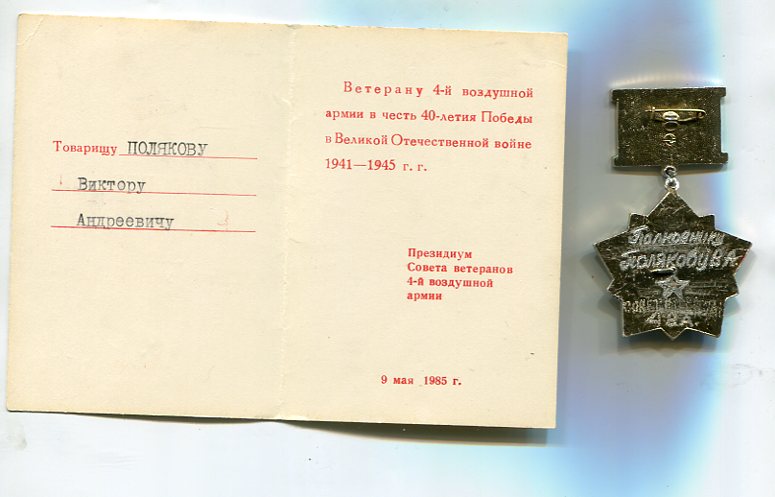 Товарищу ПОЛЯКОВУ
Виктору
Андреевичу
Ветерану 4-й воздушной
армии в честь 40-летия Победы
в Великой Отечественной войне
1941—1945 г. г.
Президиум
Совета ветеранов
4-й воздушной
армии
9 мая 1985 г.
Полковнику
Полякову В.А.
4 В.А.